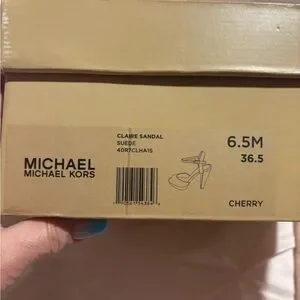 CLAIRE SANDAL
SUEDE
40R7CLHA1S
6.5M
36.5
MICHAEL
MICHAEL KORS
CHERRY